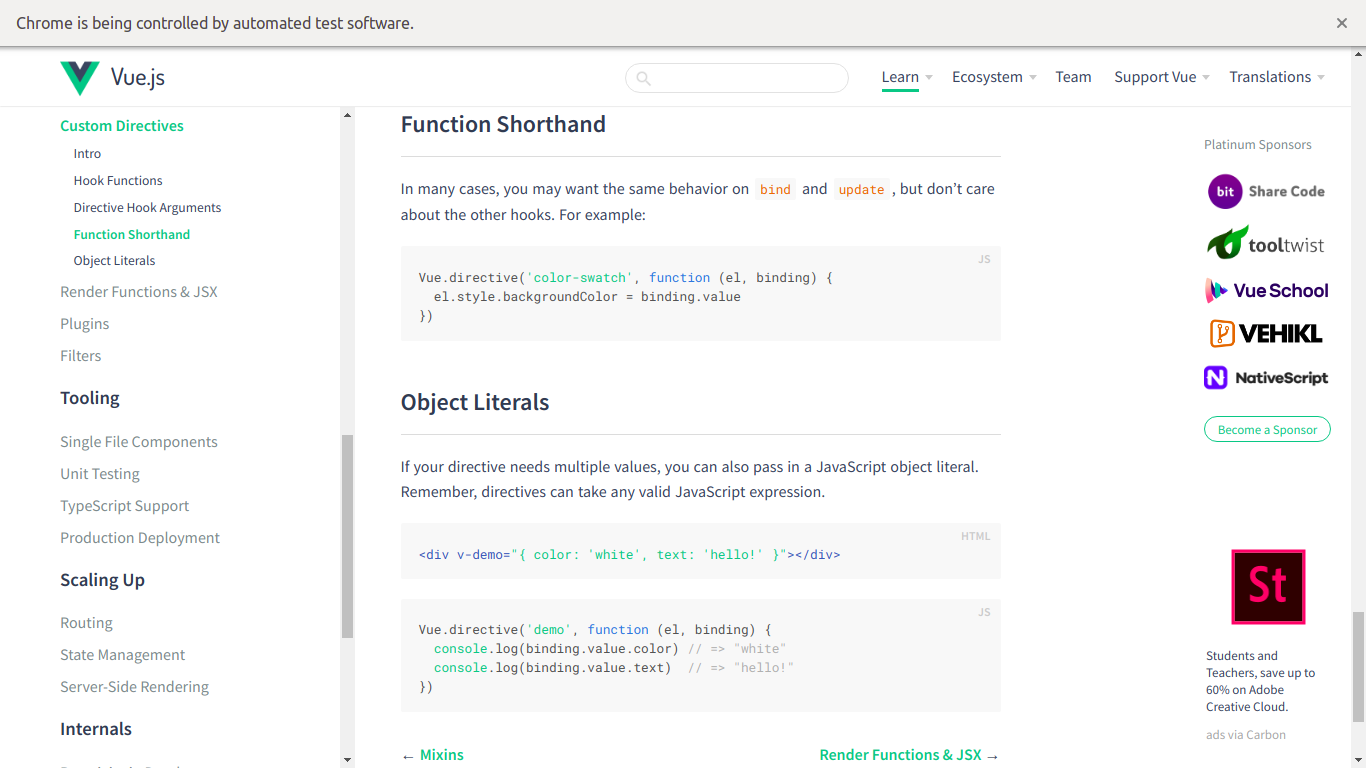 Chrome is being controlled by automated test software.
Vue.js
Learn
Ecosystem
Team
Support Vue
Translations
Custom Directives
Intro
Hook Functions
Directive Hook Arguments
Function Shorthand
Object Literals
Render Functions & JSX
Plugins
Filters
Tooling
Single File Components
Unit Testing
TypeScript Support
Production Deployment
Scaling Up
Routing
State Management
Server-Side Rendering
Internals
Function Shorthand
In many cases, you may want the same behavior on bind and update , but don’t care
about the other hooks. For example:
JS
Vue.directive('color-swatch', function (el, binding) {
  el.style.backgroundColor = binding.value
})
Object Literals
If your directive needs multiple values, you can also pass in a JavaScript object literal.
Remember, directives can take any valid JavaScript expression.
HTML
<div v-demo="{ color: 'white', text: 'hello!' }"></div>
JS
Vue.directive('demo', function (el, binding) {
  console.log(binding.value.color) // => "white"
  console.log(binding.value.text)  // => "hello!"
})
← Mixins
Render Functions & JSX →
Platinum Sponsors
bit Share Code
tooltwist
Vue School
VEHIKL
N NativeScript
Become a Sponsor
St
Students and
Teachers, save up to
60% on Adobe
Creative Cloud.
ads via Carbon